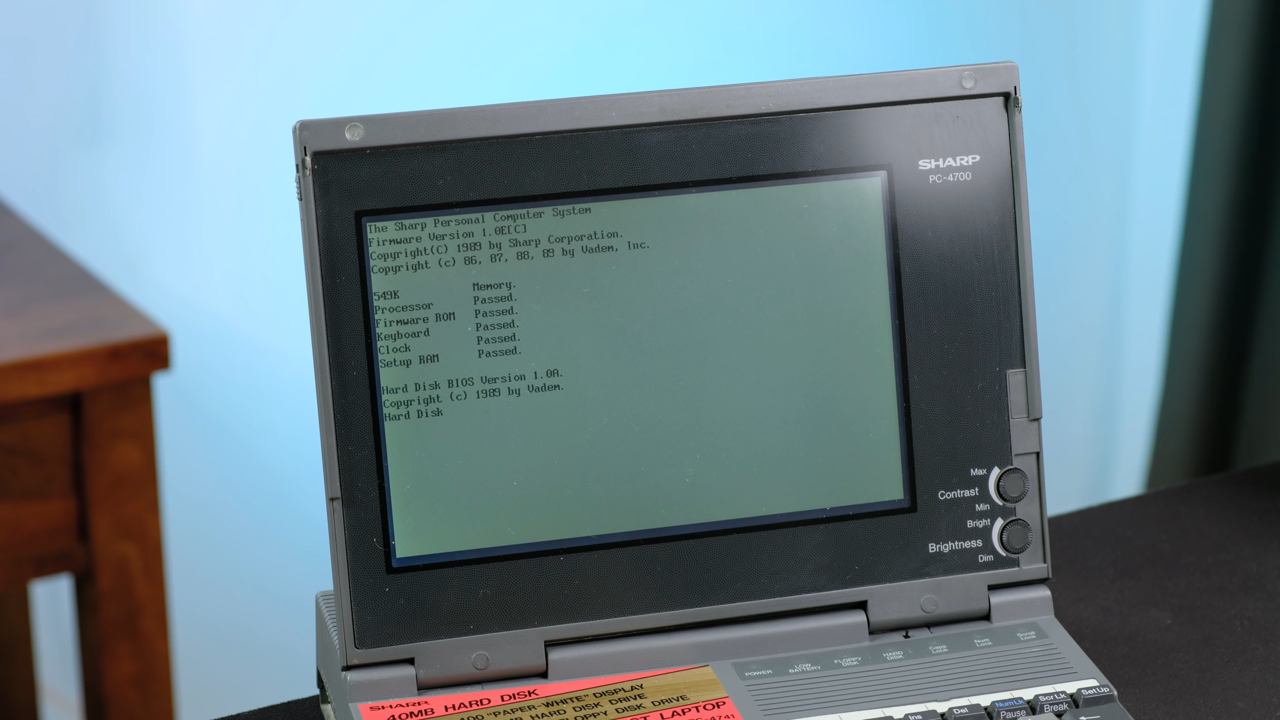 SHARP
PC-4700
The Sharp Personal Computer System
Firmware Version 1.0E[C]
Copyright(C) 1989 by Sharp Corporation.
Copyright (c) 86, 87, 88, 89 by Vadem, Inc.
549K Memory.
Processor Passed.
Firmware ROM Passed.
Keyboard Passed.
Clock Passed.
Setup RAM Passed.
Hard Disk BIOS Version 1.0A.
Copyright (c) 1989 by Vadem.
Hard Disk
Max
Contrast
Min
Bright
Brightness
Dim
POWER
LOW BATTERY
FLOPPY DISK
HARD DISK
Caps Lock
Num Lock
Scroll Lock
SHARP
40MB HARD DISK
"PAPER-WHITE" DISPLAY
HARD DISK DRIVE
FLOPPY DISK DRIVE
LAPTOP
Ins
Del
NumLk
Pause
Scr Lk
Break
Set Up